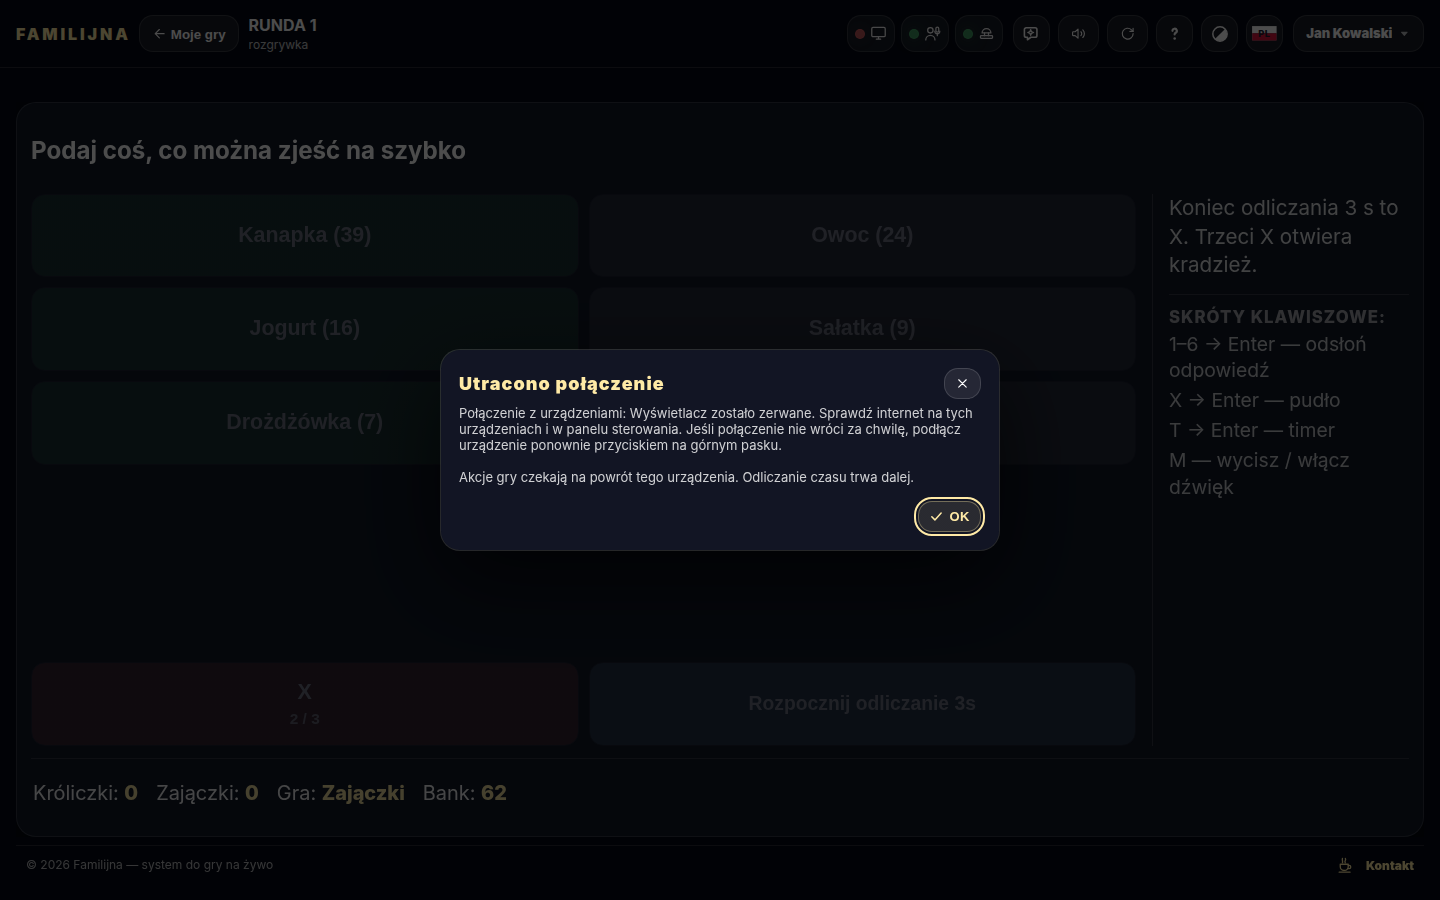 FAMILIJNA
← Moje gry
RUNDA 1
rozgrywka
?
PL
Jan Kowalski
Podaj coś, co można zjeść na szybko
Kanapka (39)
Owoc (24)
Jogurt (16)
Sałatka (9)
Drożdżówka (7)
Koniec odliczania 3 s to
X. Trzeci X otwiera
kradzież.
SKRÓTY KLAWISZOWE:
1–6 → Enter — odsłoń
odpowiedź
X → Enter — pudło
T → Enter — timer
M — wycisz / włącz
dźwięk
Utracono połączenie
Połączenie z urządzeniami: Wyświetlacz zostało zerwane. Sprawdź internet na tych
urządzeniach i w panelu sterowania. Jeśli połączenie nie wróci za chwilę, podłącz
urządzenie ponownie przyciskiem na górnym pasku.
Akcje gry czekają na powrót tego urządzenia. Odliczanie czasu trwa dalej.
OK
X
2 / 3
Rozpocznij odliczanie 3s
Króliczki: 0 Zajączki: 0 Gra: Zajączki Bank: 62
© 2026 Familijna — system do gry na żywo
Kontakt